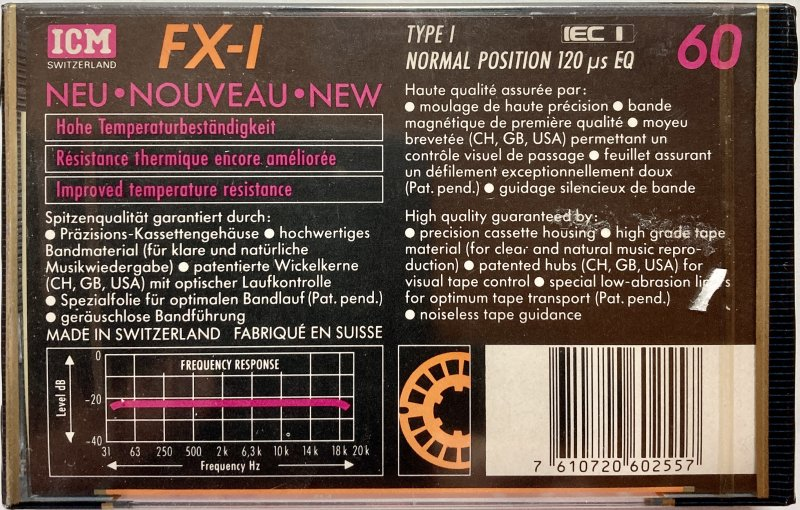 ICM
SWITZERLAND
FX-I
TYPE I
IEC I
NORMAL POSITION 120 µs EQ
60
NEU • NOUVEAU • NEW
Hohe Temperaturbeständigkeit
Résistance thermique encore améliorée
Improved temperature résistance
Spitzenqualität garantiert durch:
● Präzisions-Kassettengehäuse ● hochwertiges
Bandmaterial (für klare und natürliche
Musikwiedergabe) ● patentierte Wickelkerne
(CH, GB, USA) mit optischer Laufkontrolle
● Spezialfolie für optimalen Bandlauf (Pat. pend.)
● geräuschlose Bandführung
MADE IN SWITZERLAND FABRIQUÉ EN SUISSE
Haute qualité assurée par:
● moulage de haute précision ● bande
magnétique de première qualité ● moyeu
brevetée (CH, GB, USA) permettant un
contrôle visuel de passage ● feuillet assurant
un défilement exceptionnellement doux
(Pat. pend.) ● guidage silencieux de bande
High quality guaranteed by:
● precision cassette housing ● high grade tape
material (for clear and natural music repro-
duction) ● patented hubs (CH, GB, USA) for
visual tape control ● special low-abrasion liners
for optimum tape transport (Pat. pend.)
● noiseless tape guidance
FREQUENCY RESPONSE
Level dB
0
-20
-40
31 63 250 500 2k 6,3k 10k 14k 18k 20k
Frequency Hz
7 610720 602557